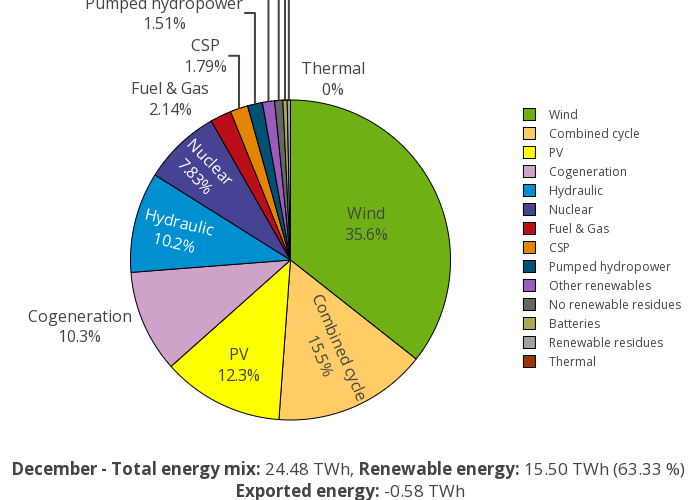 Pumped hydropower
1.51%
CSP
1.79%
Fuel & Gas
2.14%
Thermal
0%
Nuclear
7.83%
Hydraulic
10.2%
Cogeneration
10.3%
PV
12.3%
Combined cycle
15.5%
Wind
35.6%
Wind
Combined cycle
PV
Cogeneration
Hydraulic
Nuclear
Fuel & Gas
CSP
Pumped hydropower
Other renewables
No renewable residues
Batteries
Renewable residues
Thermal
December - Total energy mix: 24.48 TWh, Renewable energy: 15.50 TWh (63.33 %)
Exported energy: -0.58 TWh